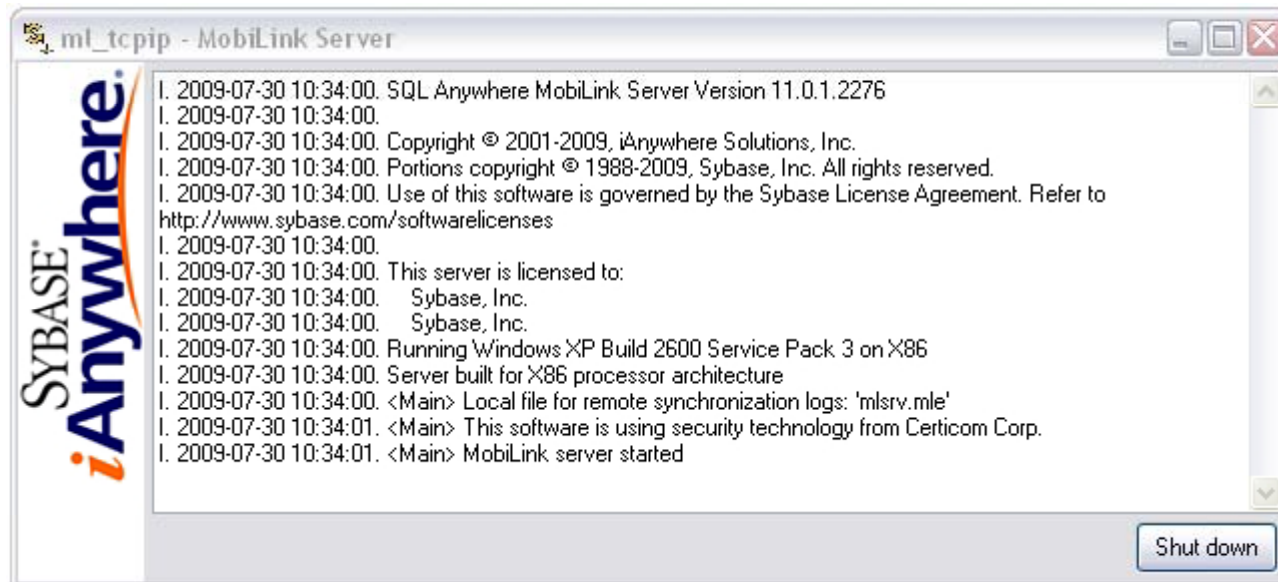 ml_tcpip - MobiLink Server
I. 2009-07-30 10:34:00. SQL Anywhere MobiLink Server Version 11.0.1.2276
I. 2009-07-30 10:34:00.
I. 2009-07-30 10:34:00. Copyright © 2001-2009, iAnywhere Solutions, Inc.
I. 2009-07-30 10:34:00. Portions copyright © 1988-2009, Sybase, Inc. All rights reserved.
I. 2009-07-30 10:34:00. Use of this software is governed by the Sybase License Agreement. Refer to
http://www.sybase.com/softwarelicenses
I. 2009-07-30 10:34:00.
I. 2009-07-30 10:34:00. This server is licensed to:
I. 2009-07-30 10:34:00.    Sybase, Inc.
I. 2009-07-30 10:34:00.    Sybase, Inc.
I. 2009-07-30 10:34:00. Running Windows XP Build 2600 Service Pack 3 on X86
I. 2009-07-30 10:34:00. Server built for X86 processor architecture
I. 2009-07-30 10:34:00. <Main> Local file for remote synchronization logs: 'mlsrv.mle'
I. 2009-07-30 10:34:01. <Main> This software is using security technology from Certicom Corp.
I. 2009-07-30 10:34:01. <Main> MobiLink server started
SYBASE
iAnywhere.
Shut down